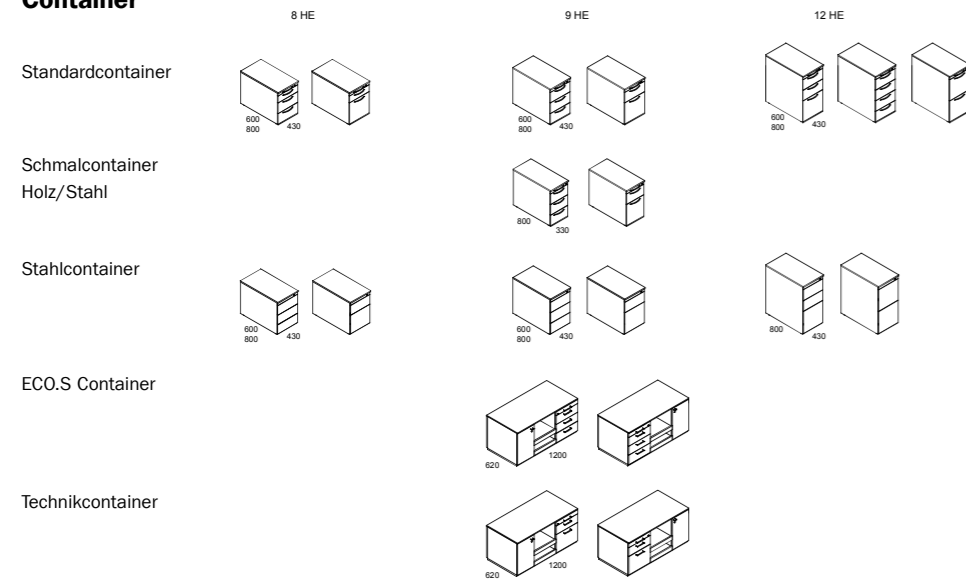 Container
8 HE 9 HE 12 HE
Standardcontainer
600
800 430
600
800 430
600
800 430
Schmalcontainer
Holz/Stahl
800
330
Stahlcontainer
600
800 430
600
800 430
800 430
ECO.S Container
620 1200
Technikcontainer
620 1200